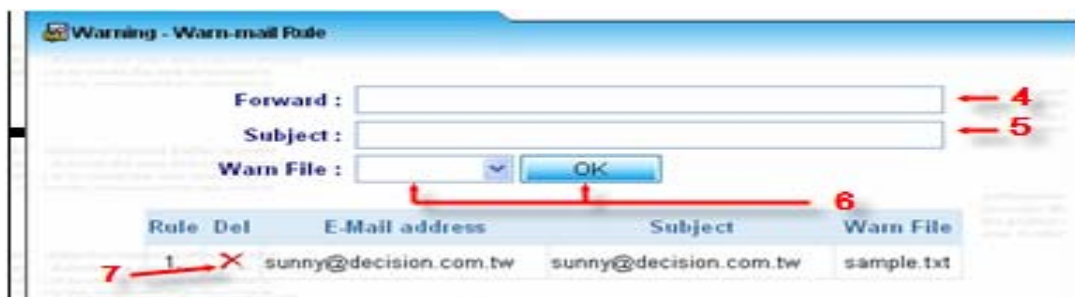 Warning - Warn-mail Rule
Forward :
4
Subject :
5
Warn File :
OK
6
Rule Del E-Mail address Subject Warn File
1 sunny@decision.com.tw sunny@decision.com.tw sample.txt
7